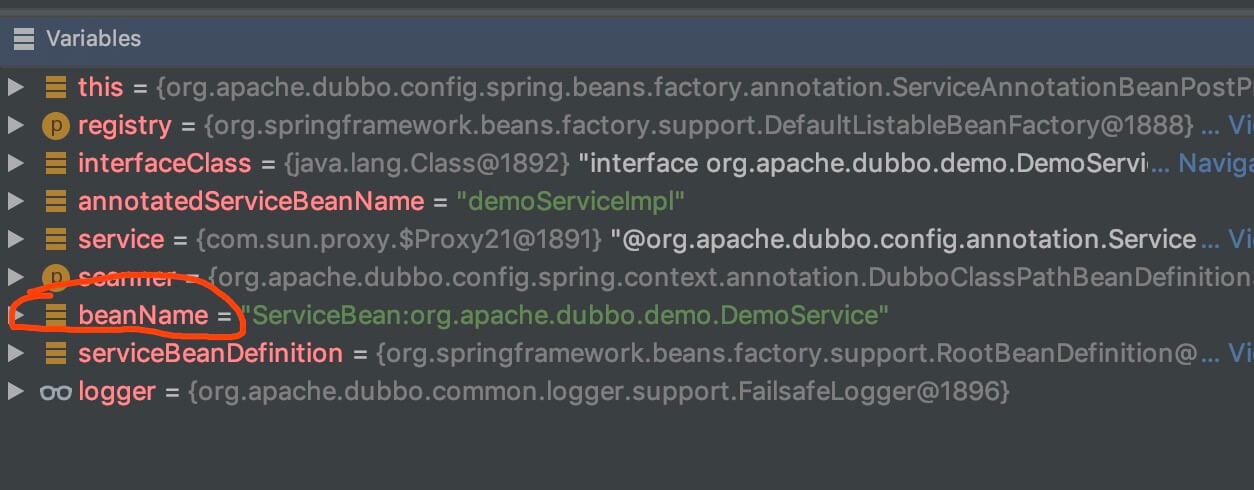 Variables
this = {org.apache.dubbo.config.spring.beans.factory.annotation.ServiceAnnotationBeanPostP
p registry = {org.springframework.beans.factory.support.DefaultListableBeanFactory@1888} ... Vi
interfaceClass = {java.lang.Class@1892} "interface org.apache.dubbo.demo.DemoServi... Naviga
annotatedServiceBeanName = "demoServiceImpl"
service = {com.sun.proxy.$Proxy21@1891} "@org.apache.dubbo.config.annotation.Service ... Vi
p scanner = {org.apache.dubbo.config.spring.context.annotation.DubboClassPathBeanDefinition
beanName = "ServiceBean:org.apache.dubbo.demo.DemoService"
serviceBeanDefinition = {org.springframework.beans.factory.support.RootBeanDefinition@ ... Vi
logger = {org.apache.dubbo.common.logger.support.FailsafeLogger@1896}